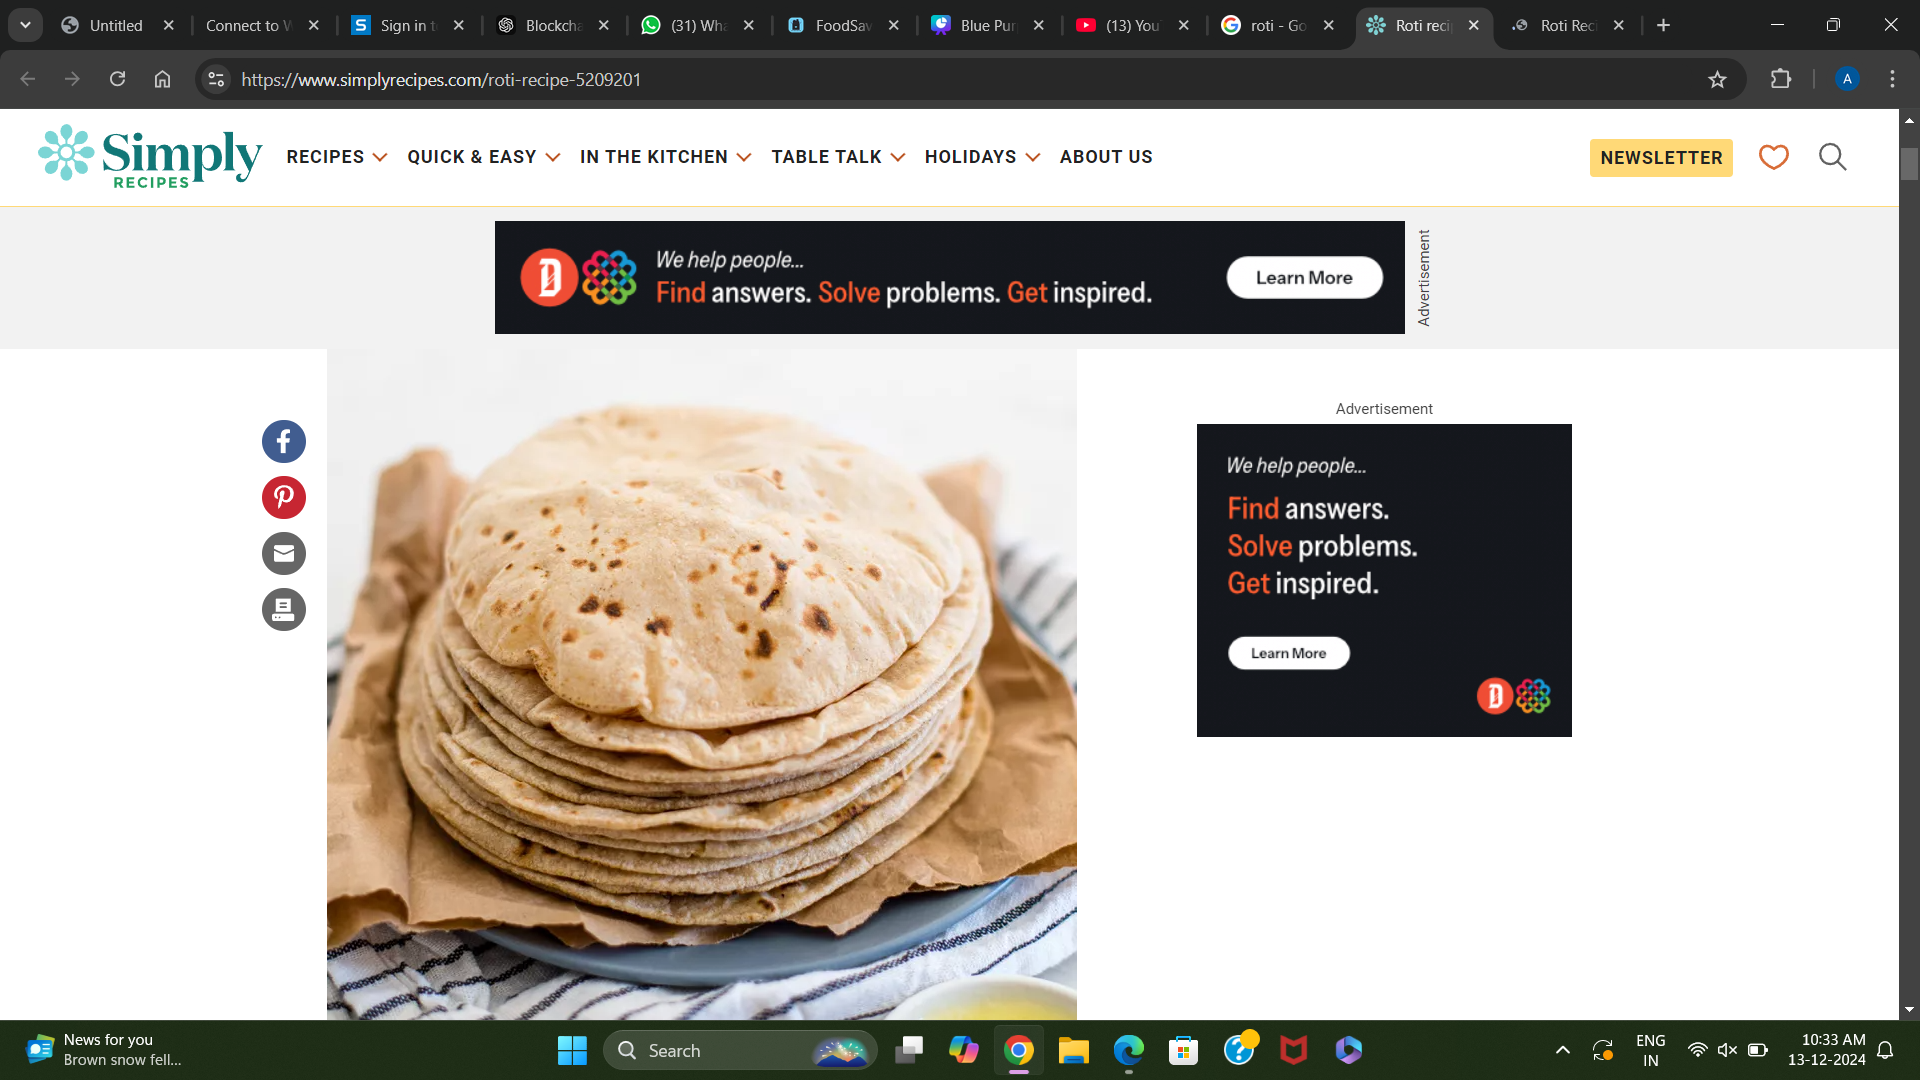 Untitled
Connect to W
Sign in t
Blockcha
(31) Wha
FoodSav
Blue Pur
(13) You
roti - Go
Roti reci
Roti Reci
https://www.simplyrecipes.com/roti-recipe-5209201
A
Simply
RECIPES
RECIPES
QUICK & EASY
IN THE KITCHEN
TABLE TALK
HOLIDAYS
ABOUT US
NEWSLETTER
D
We help people...
Find answers. Solve problems. Get inspired.
Learn More
Advertisement
Advertisement
We help people...
Find answers.
Solve problems.
Get inspired.
Learn More
D
News for you
Brown snow fell...
Search
ENG
IN
10:33 AM
13-12-2024